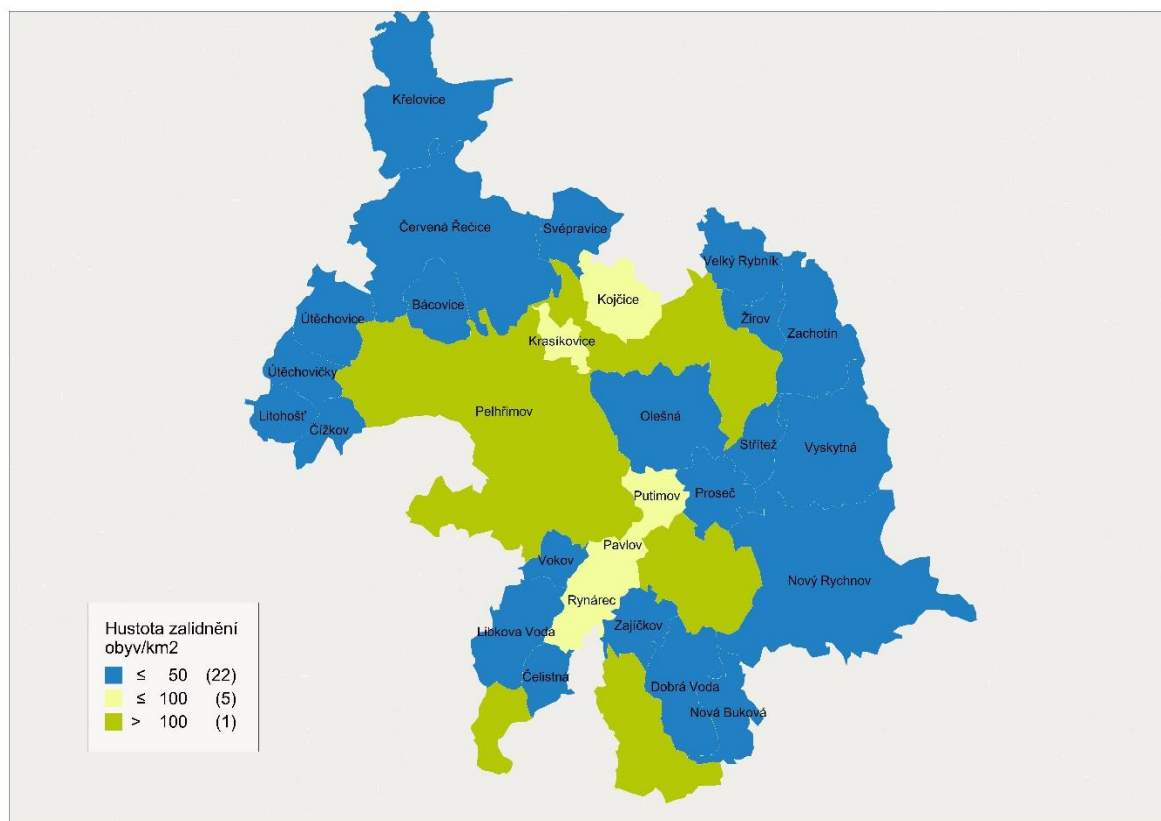 Křelovice
Červená Řečice
Svépravice
Velký Rybník
Kojčice
Bácovice
Útěchovice
Žirov
Zachotín
Krasíkovice
Útěchovičky
Pelhřimov
Olešná
Litohošť
Čížkov
Střítež
Vyskytná
Putimov
Proseč
Pavlov
Vokov
Nový Rychnov
Rynárec
Zajíčkov
Libkova Voda
Čelistná
Dobrá Voda
Nová Buková
Hustota zalidnění
obyv/km2
≤ 50 (22)
≤ 100 (5)
> 100 (1)